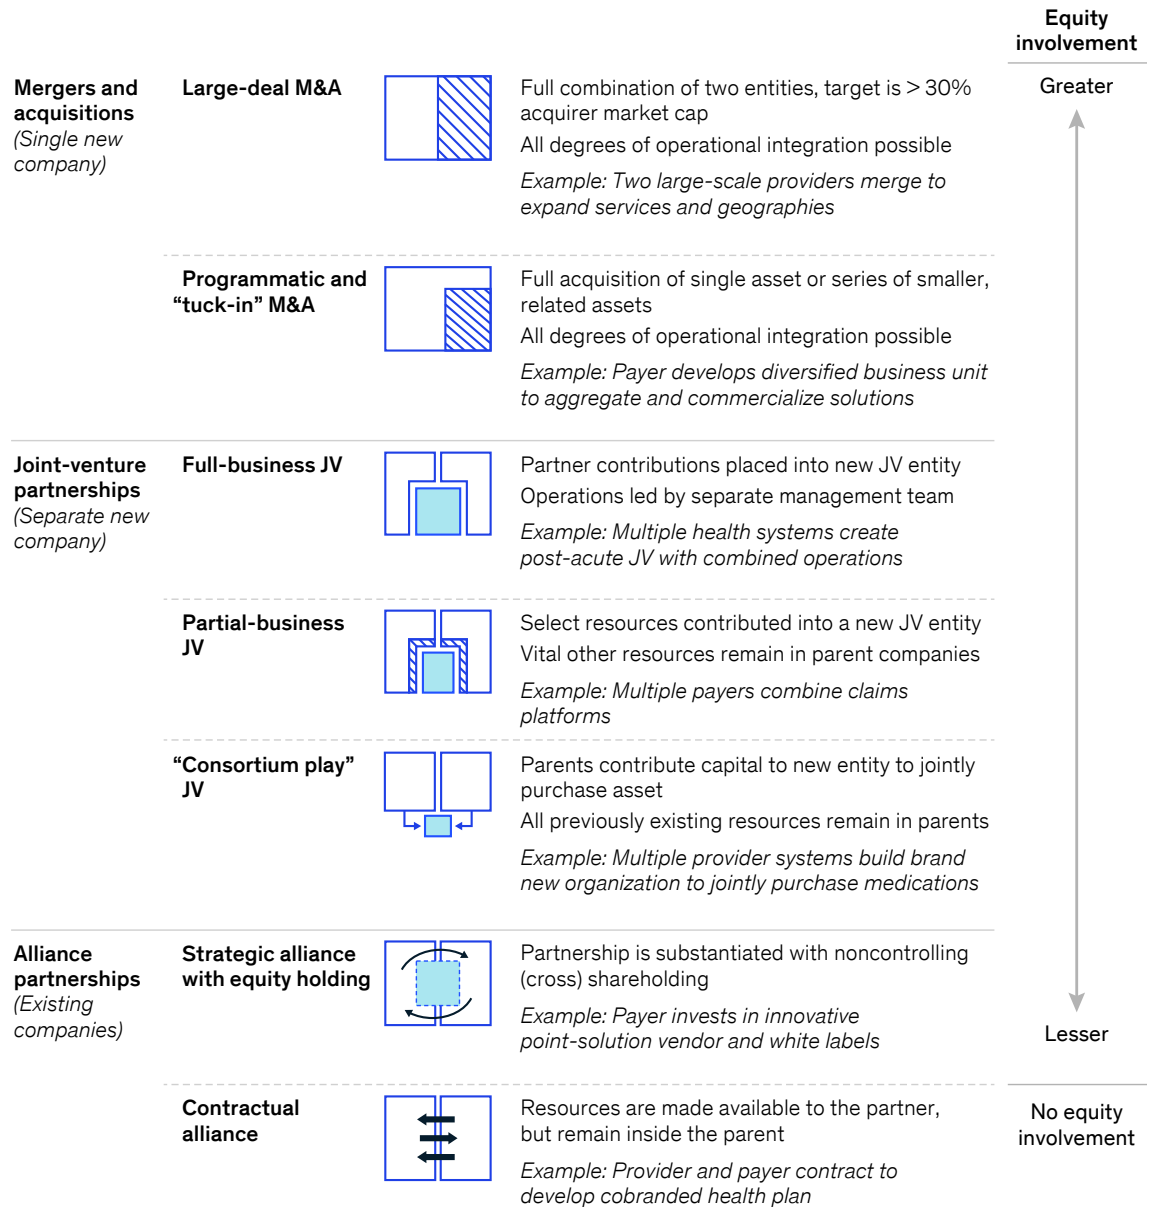 Equity
involvement
Mergers and
acquisitions
(Single new
company)
Large-deal M&A
Full combination of two entities, target is > 30%
acquirer market cap
All degrees of operational integration possible
Example: Two large-scale providers merge to
expand services and geographies
Greater
Programmatic and
“tuck-in” M&A
Full acquisition of single asset or series of smaller,
related assets
All degrees of operational integration possible
Example: Payer develops diversified business unit
to aggregate and commercialize solutions
Joint-venture
partnerships
(Separate new
company)
Full-business JV
Partner contributions placed into new JV entity
Operations led by separate management team
Example: Multiple health systems create
post-acute JV with combined operations
Partial-business
JV
Select resources contributed into a new JV entity
Vital other resources remain in parent companies
Example: Multiple payers combine claims
platforms
“Consortium play”
JV
Parents contribute capital to new entity to jointly
purchase asset
All previously existing resources remain in parents
Example: Multiple provider systems build brand
new organization to jointly purchase medications
Alliance
partnerships
(Existing
companies)
Strategic alliance
with equity holding
Partnership is substantiated with noncontrolling
(cross) shareholding
Example: Payer invests in innovative
point-solution vendor and white labels
Lesser
Contractual
alliance
Resources are made available to the partner,
but remain inside the parent
Example: Provider and payer contract to
develop cobranded health plan
No equity
involvement